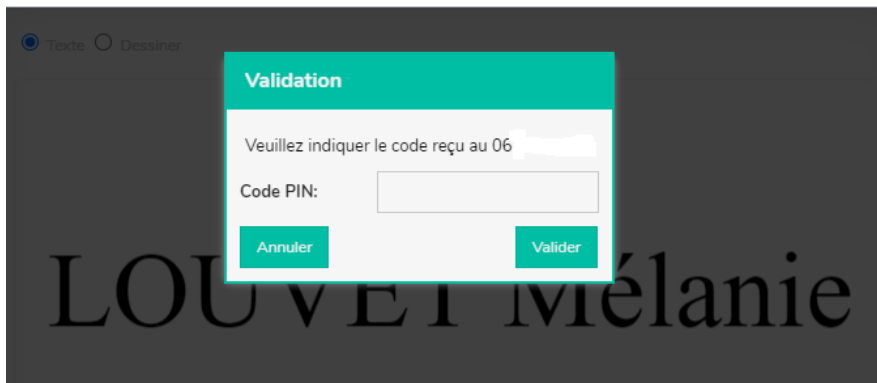 Texte Dessiner
Validation
Veuillez indiquer le code reçu au 06
Code PIN:
Annuler Valider
LOUVET Mélanie